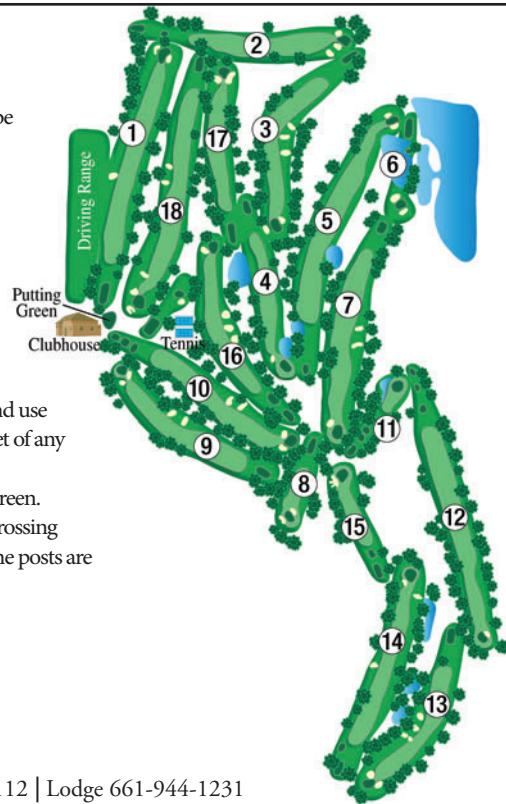 2
be
1
17
3
6
Driving Range
5
18
4
7
Putting
Green
Clubhouse
Tennis
16
nd use
10
11
et of any
9
reen.
8
rossing
15
12
he posts are
14
13
12 | Lodge 661-944-1231